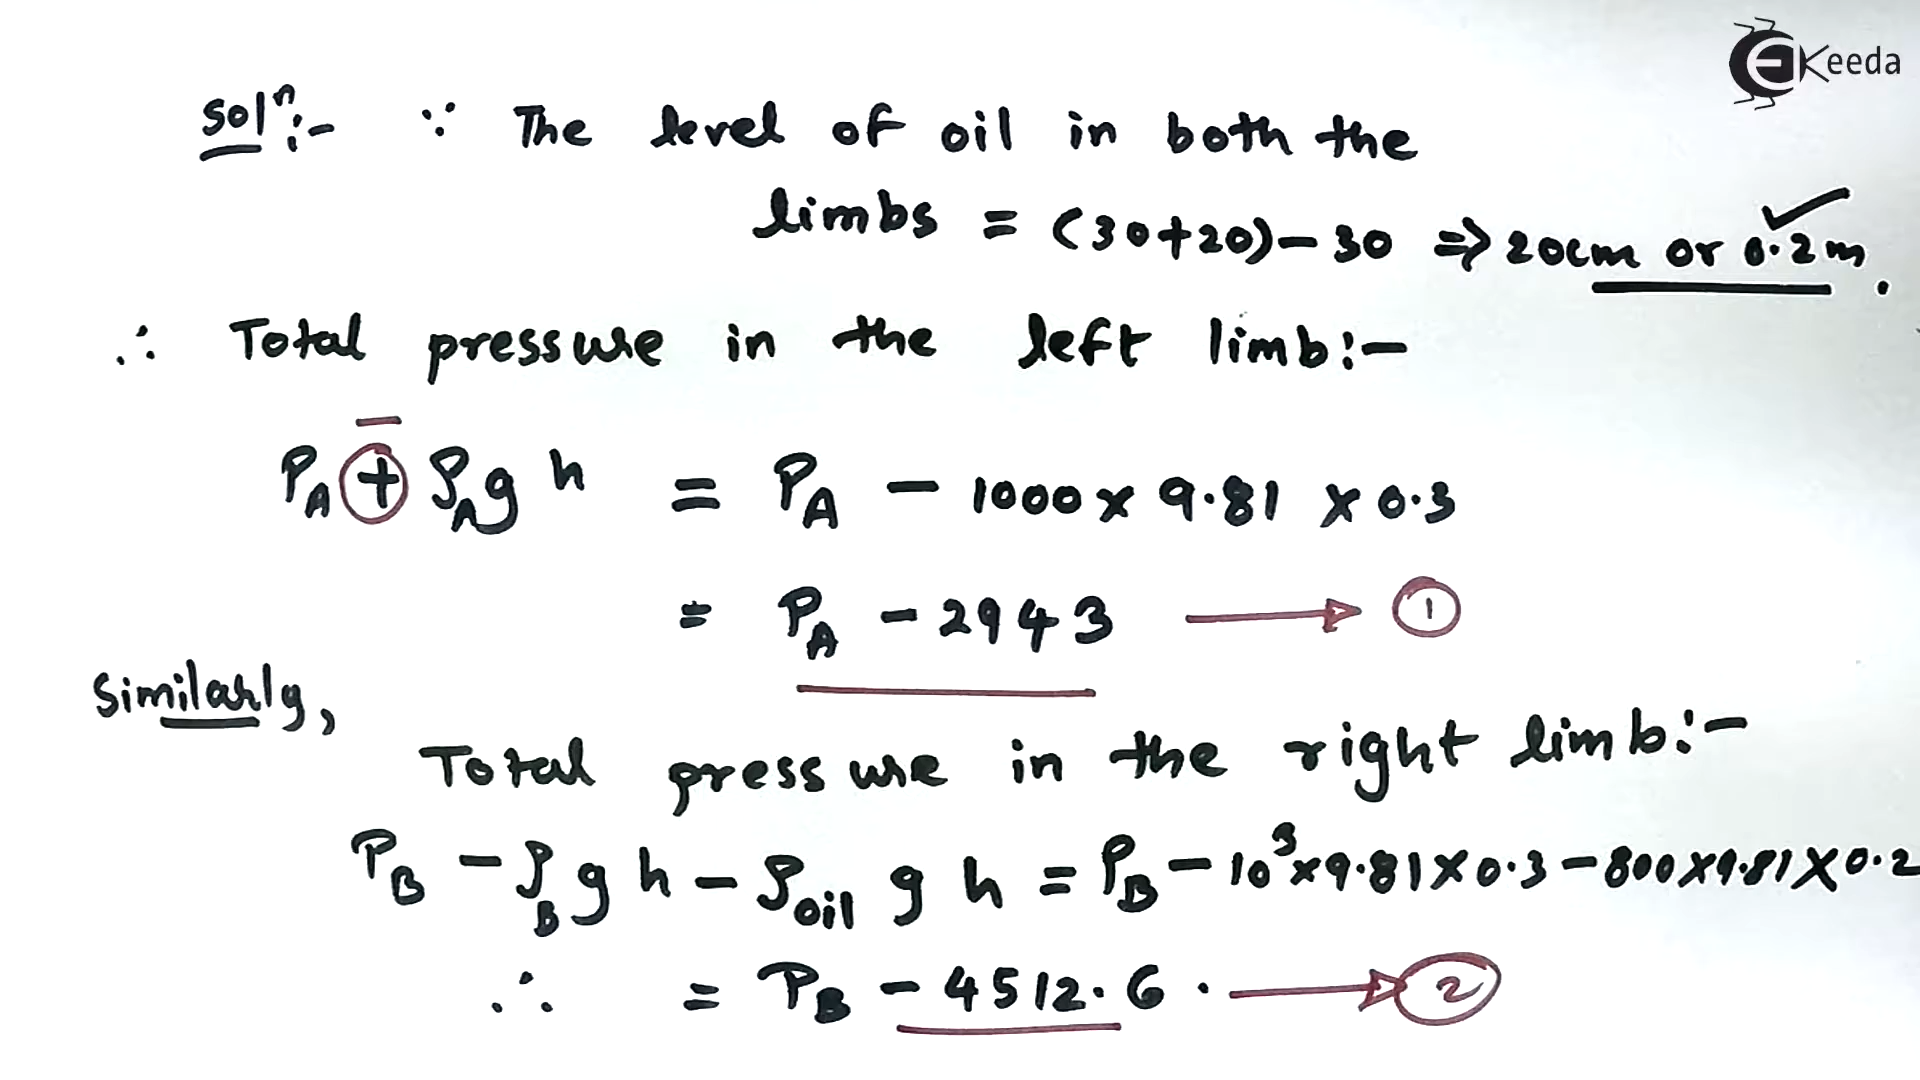 EKeeda
Solⁿ:- ∵ The level of oil in both the
limbs = (30+20)-30 ⇒ 20cm or 0.2m.
∴ Total pressure in the left limb:-
—
P_A + ρ_A g h = P_A - 1000 × 9.81 × 0.3
= P_A - 2943 → ①
Similarly,
Total pressure in the right limb:-
P_B - ρ_B g h - ρ_oil g h = P_B - 10³×9.81×0.3-800×9.81×0.2
∴ = P_B - 4512.6. → ②